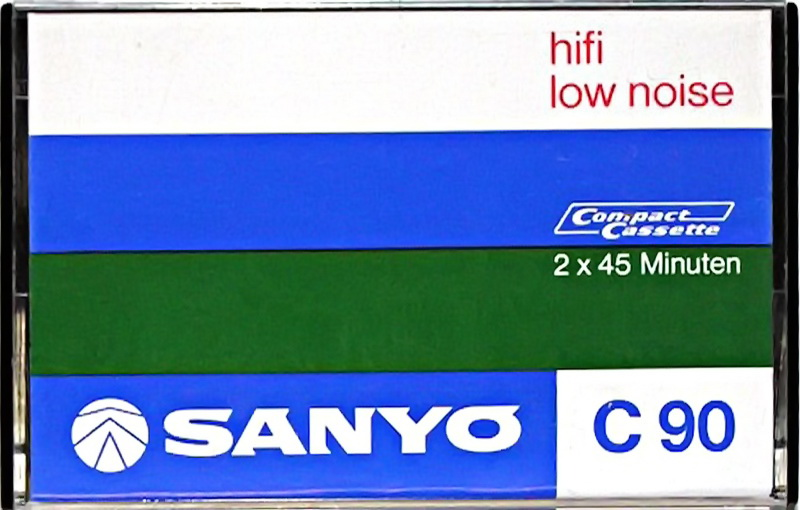 hifi
low noise
Compact
Cassette
2 x 45 Minuten
SANYO
C 90